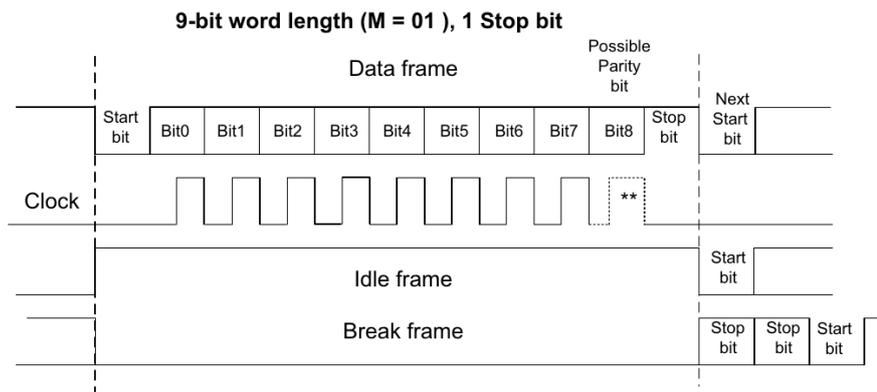 9-bit word length (M = 01 ), 1 Stop bit
Possible
Parity
bit
Data frame
Start
bit
Bit0
Bit1
Bit2
Bit3
Bit4
Bit5
Bit6
Bit7
Bit8
Stop
bit
Next
Start
bit
Clock
**
Idle frame
Start
bit
Break frame
Stop
bit
Stop
bit
Start
bit